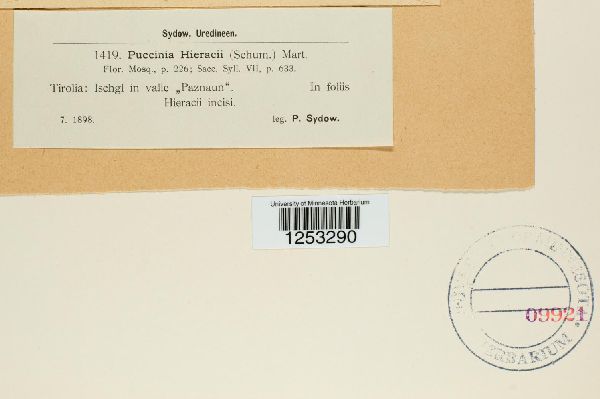 Sydow. Uredineen.
1419. Puccinia Hieracii (Schum.) Mart.
Flor. Mosq., p. 226; Sacc. Syll. VII, p. 633.
Tirolia: Ischgl in valle „Paznaun“. In foliis
Hieracii incisi.
7. 1898. leg. P. Sydow.
University of Minnesota Herbarium
1253290
09921
HERBARIUM